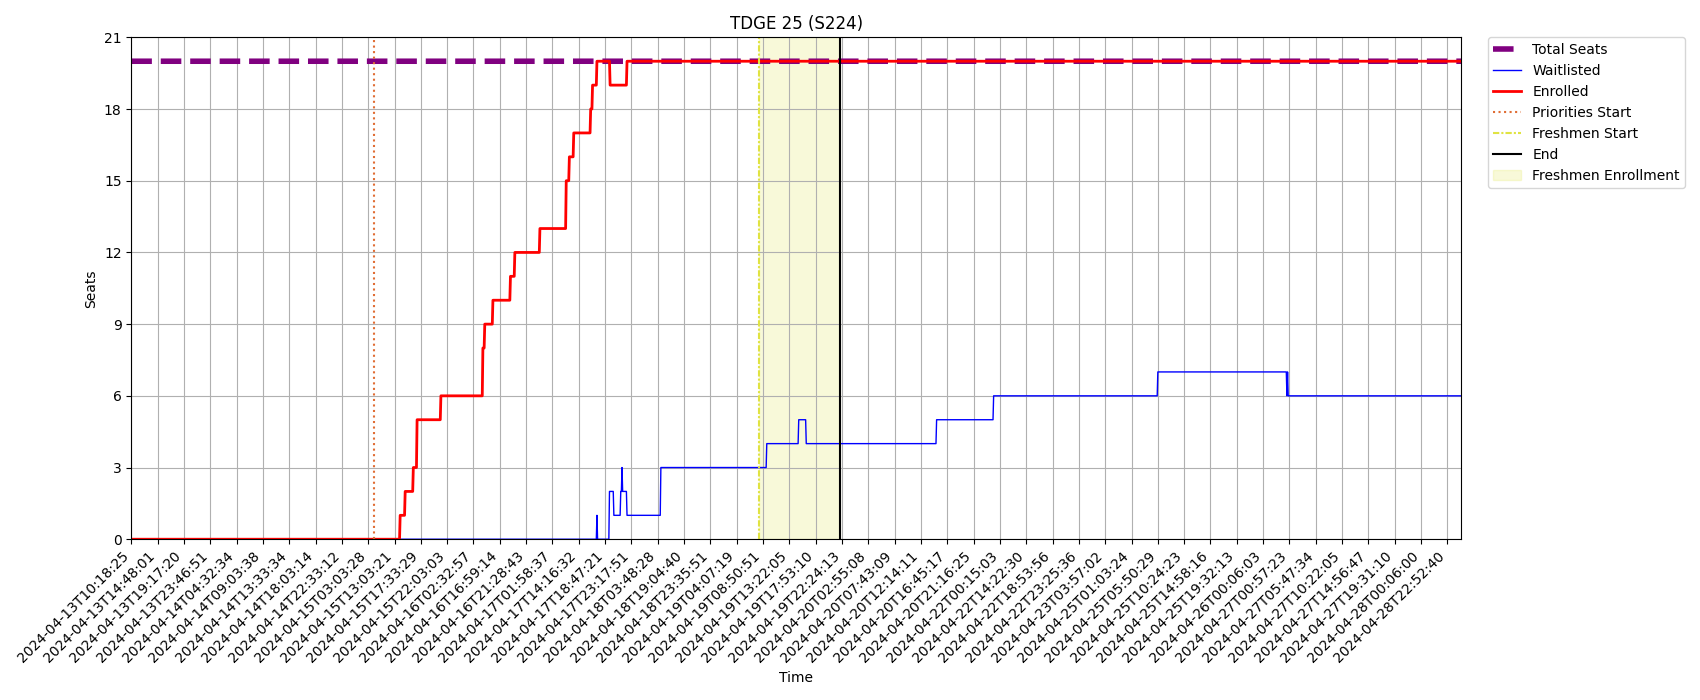 TDGE 25 (S224)
21
18
15
12
9
6
3
0
Seats
2024-04-13T10:18:25
2024-04-13T14:48:01
2024-04-13T19:17:20
2024-04-13T23:46:51
2024-04-14T04:32:34
2024-04-14T09:03:38
2024-04-14T13:33:34
2024-04-14T18:03:14
2024-04-14T22:33:12
2024-04-15T03:03:28
2024-04-15T13:03:21
2024-04-15T17:33:29
2024-04-15T22:03:03
2024-04-16T02:32:57
2024-04-16T16:59:14
2024-04-16T21:28:43
2024-04-17T01:58:37
2024-04-17T14:16:32
2024-04-17T18:47:21
2024-04-17T23:17:51
2024-04-18T03:48:28
2024-04-18T19:04:40
2024-04-18T23:35:51
2024-04-19T04:07:19
2024-04-19T08:50:51
2024-04-19T13:22:05
2024-04-19T17:53:10
2024-04-19T22:24:13
2024-04-20T02:55:08
2024-04-20T07:43:09
2024-04-20T12:14:11
2024-04-20T16:45:17
2024-04-20T21:16:25
2024-04-22T00:15:03
2024-04-22T14:22:30
2024-04-22T18:53:56
2024-04-22T23:25:36
2024-04-23T03:57:02
2024-04-25T01:03:24
2024-04-25T05:50:29
2024-04-25T10:24:23
2024-04-25T14:58:16
2024-04-25T19:32:13
2024-04-26T00:06:03
2024-04-27T00:57:23
2024-04-27T05:47:34
2024-04-27T10:22:05
2024-04-27T14:56:47
2024-04-27T19:31:10
2024-04-28T00:06:00
2024-04-28T22:52:40
Time
Total Seats
Waitlisted
Enrolled
Priorities Start
Freshmen Start
End
Freshmen Enrollment